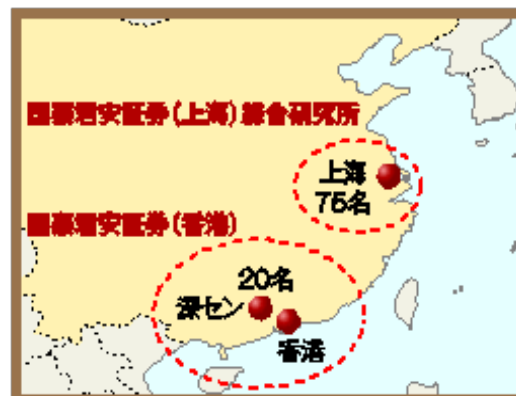 国泰君安証券(上海)総合研究所
上海
75名
国泰君安証券(香港)
20名
深セン
香港